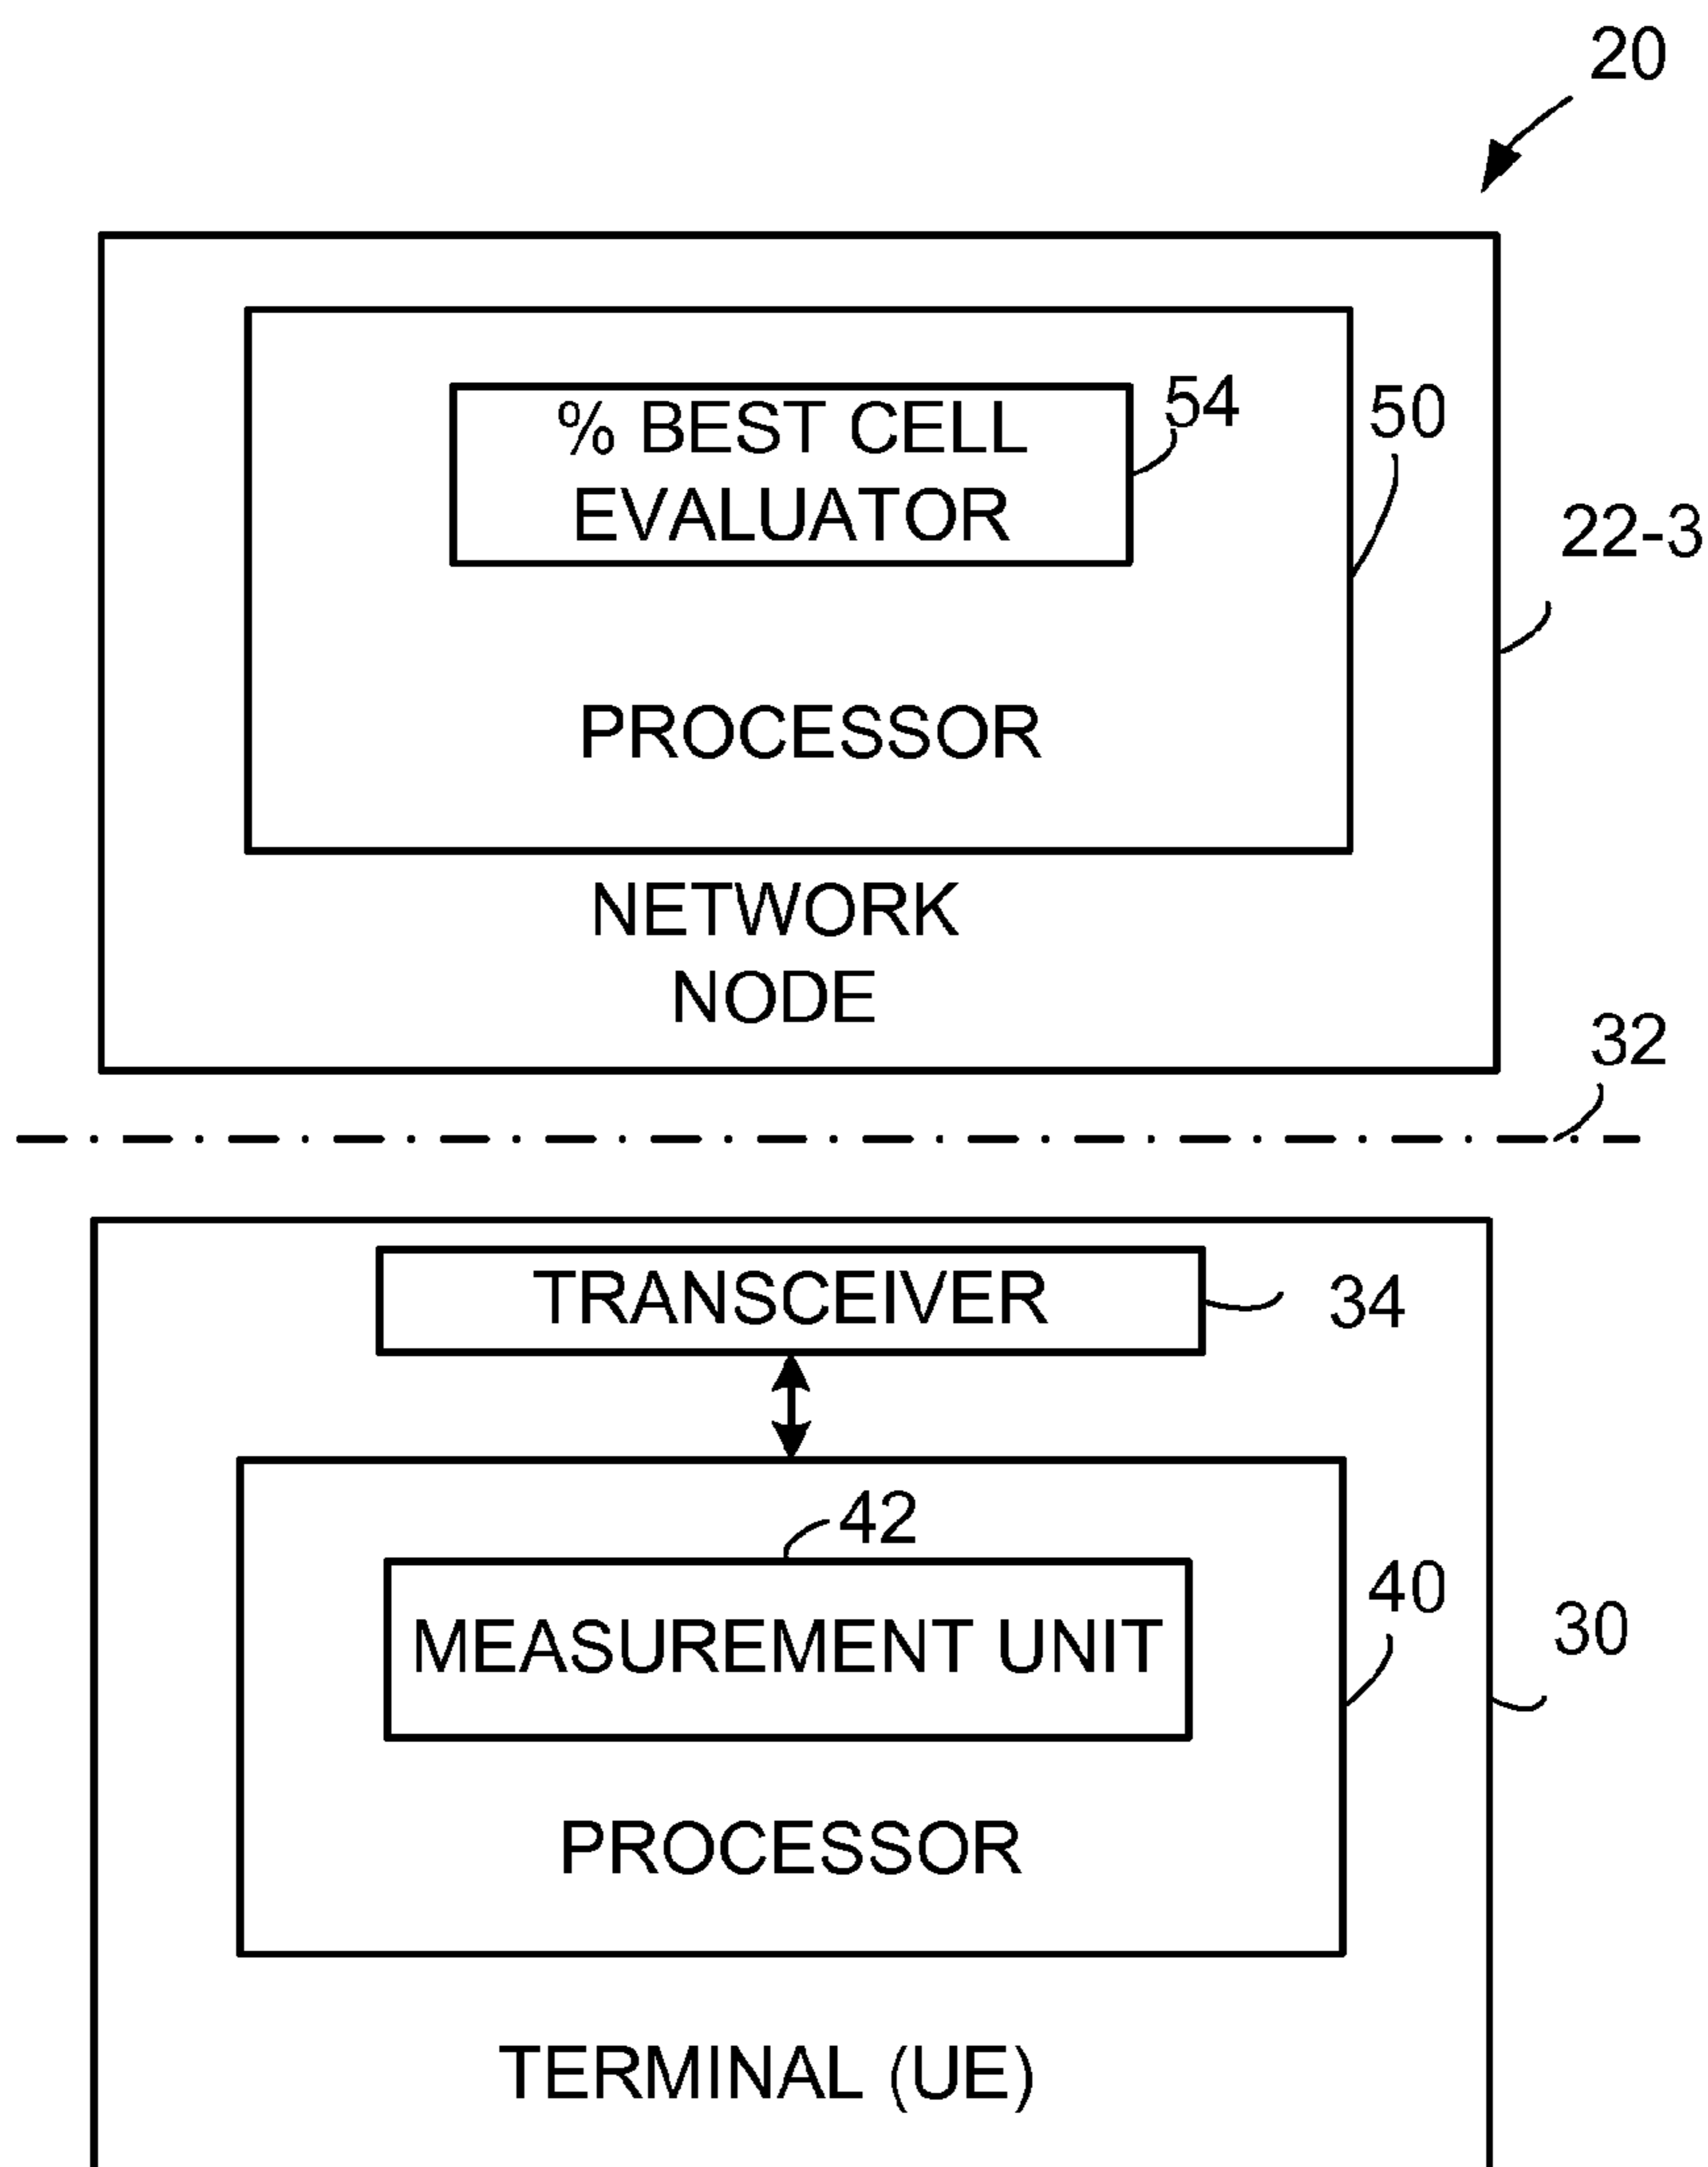 20
% BEST CELL
EVALUATOR
54
50
22-3
PROCESSOR
NETWORK
NODE
32
TRANSCEIVER
34
42
MEASUREMENT UNIT
40
30
PROCESSOR
TERMINAL (UE)